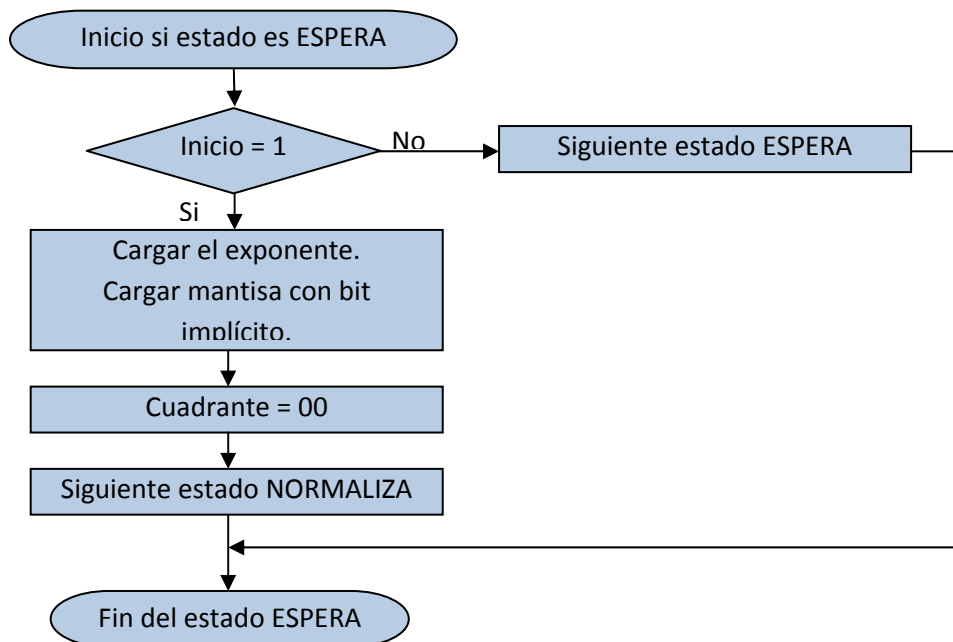 Inicio si estado es ESPERA
Inicio = 1
No
Siguiente estado ESPERA
Si
Cargar el exponente.
Cargar mantisa con bit
implícito.
Cuadrante = 00
Siguiente estado NORMALIZA
Fin del estado ESPERA